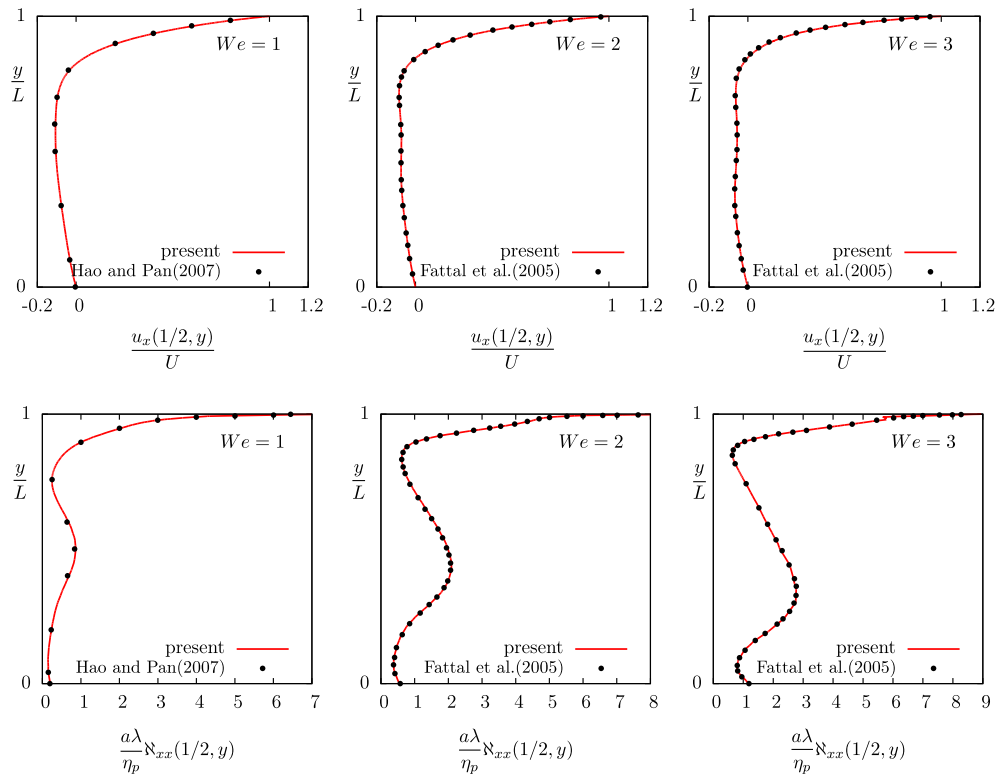 1
We = 1
y/L
present
Hao and Pan(2007)
0
-0.2 0 1 1.2
u_x(1/2, y)/U
1
We = 2
y/L
present
Fattal et al.(2005)
0
-0.2 0 1 1.2
u_x(1/2, y)/U
1
We = 3
y/L
present
Fattal et al.(2005)
0
-0.2 0 1 1.2
u_x(1/2, y)/U
1
We = 1
y/L
present
Hao and Pan(2007)
0
0 1 2 3 4 5 6 7
aλ/η_p ℵ_xx(1/2, y)
1
We = 2
y/L
present
Fattal et al.(2005)
0
0 1 2 3 4 5 6 7 8
aλ/η_p ℵ_xx(1/2, y)
1
We = 3
y/L
present
Fattal et al.(2005)
0
0 1 2 3 4 5 6 7 8 9
aλ/η_p ℵ_xx(1/2, y)